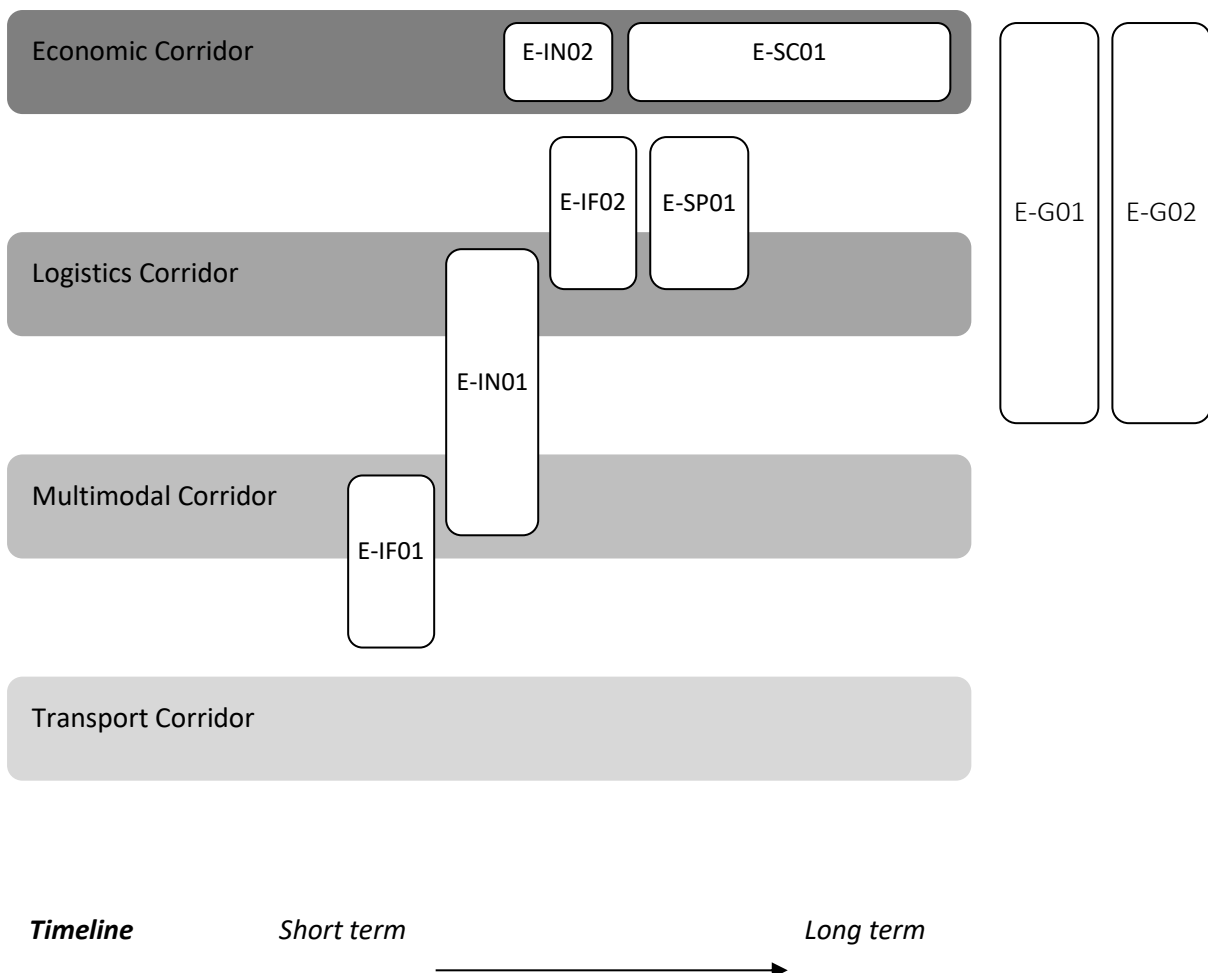 Economic Corridor
E-IN02
E-SC01
E-IF02
E-SP01
E-G01
E-G02
Logistics Corridor
E-IN01
Multimodal Corridor
E-IF01
Transport Corridor
Timeline
Short term
Long term